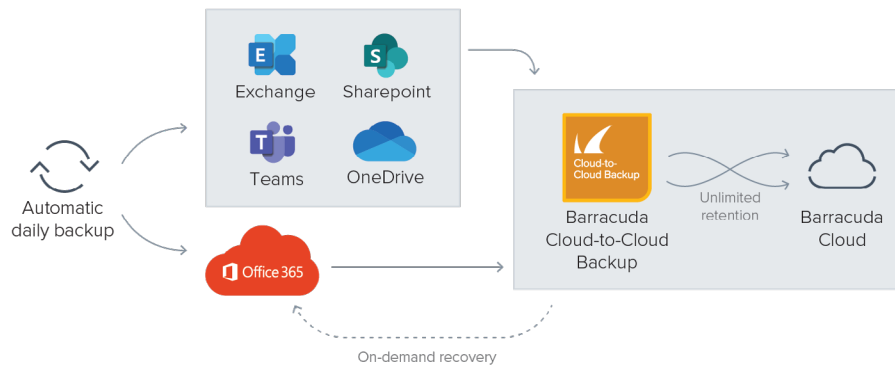 E
Exchange
S
Sharepoint
T
Teams
OneDrive
Automatic
daily backup
Office 365
Cloud-to-
Cloud Backup
Barracuda
Cloud-to-Cloud
Backup
Unlimited
retention
Barracuda
Cloud
On-demand recovery